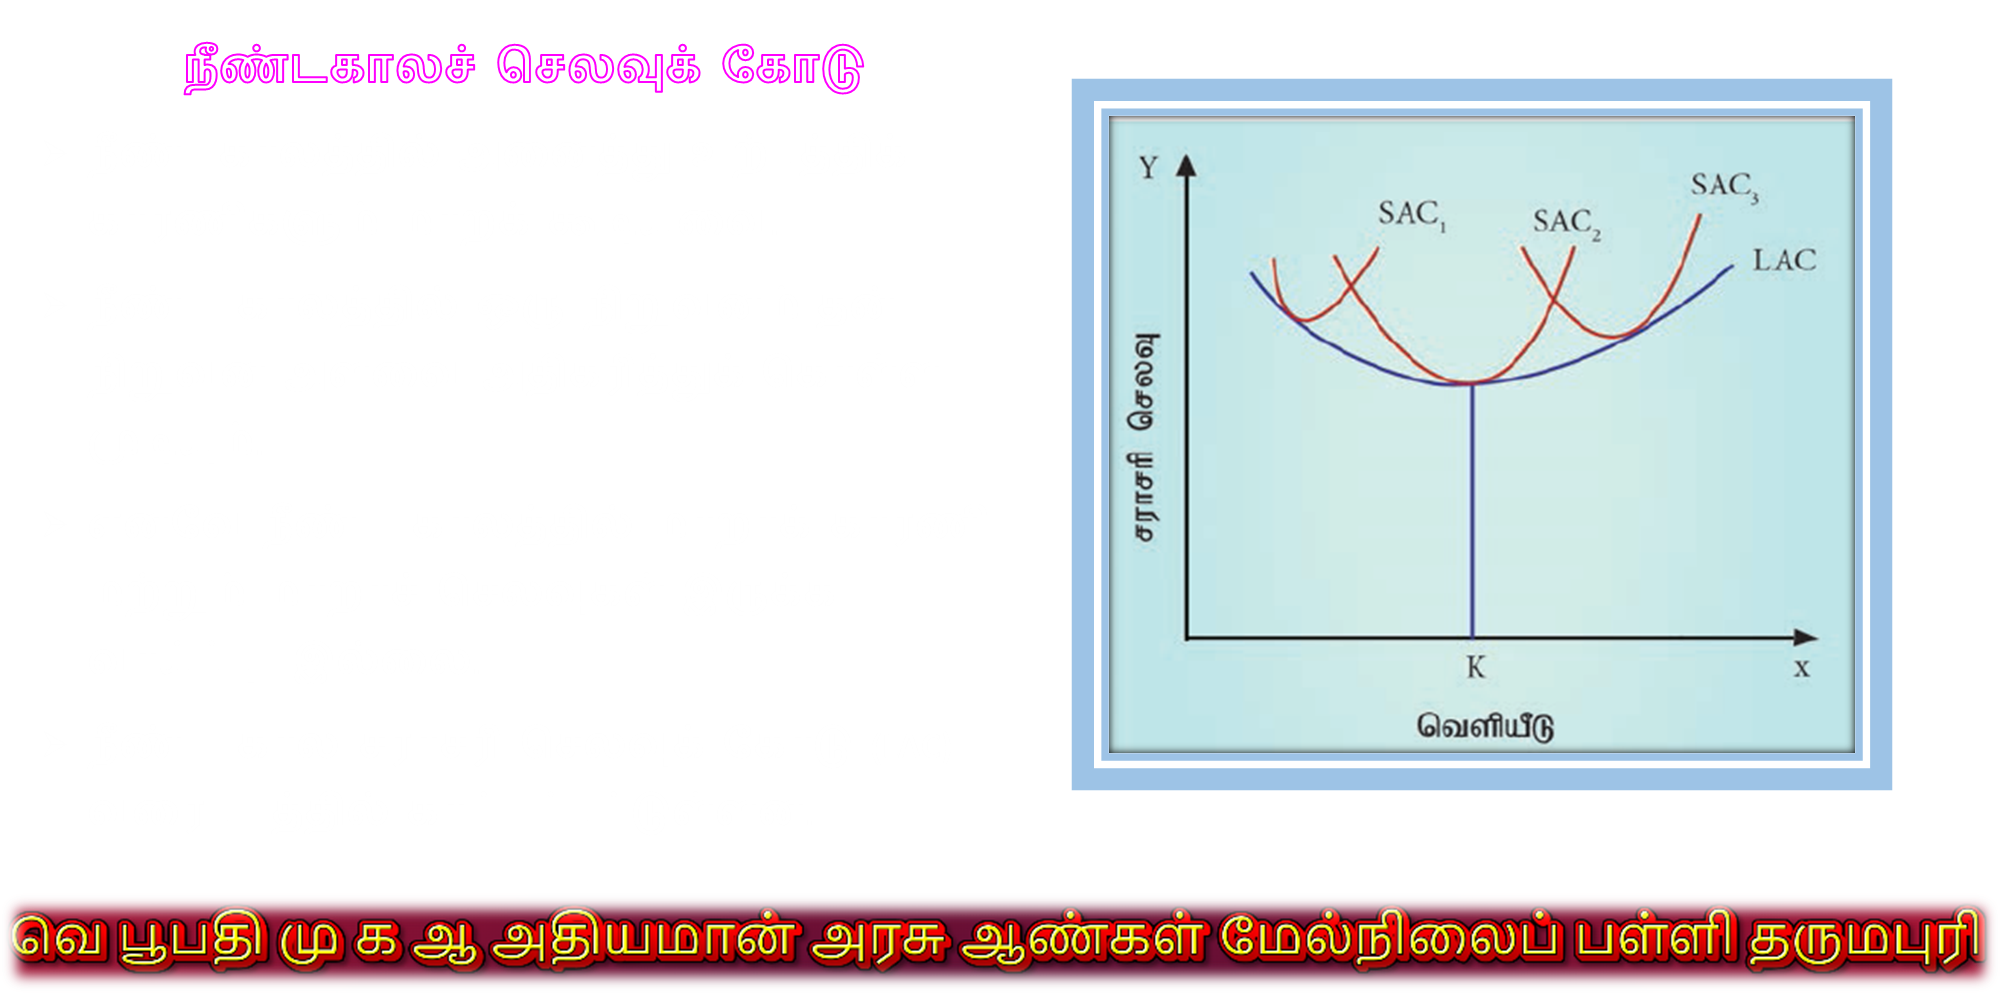 நீண்டகாலச் செலவுக் கோடு
Y
SAC₁
SAC₂
SAC₃
LAC
சராசரி செலவு
K
x
வெளியீடு
வெ பூபதி மு க ஆ அதியமான் அரசு ஆண்கள் மேல்நிலைப் பள்ளி தருமபுரி